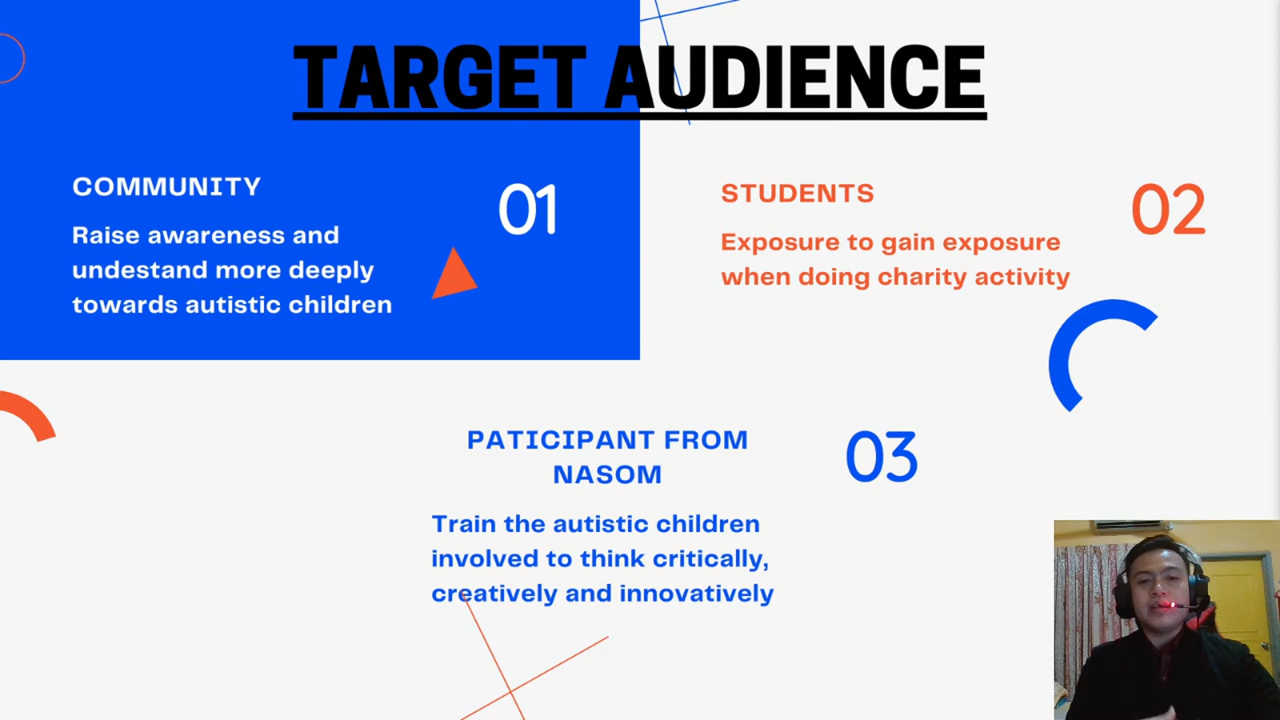 TARGET AUDIENCE
COMMUNITY
01
Raise awareness and
undestand more deeply
towards autistic children
STUDENTS
02
Exposure to gain exposure
when doing charity activity
PATICIPANT FROM
NASOM
03
Train the autistic children
involved to think critically,
creatively and innovatively